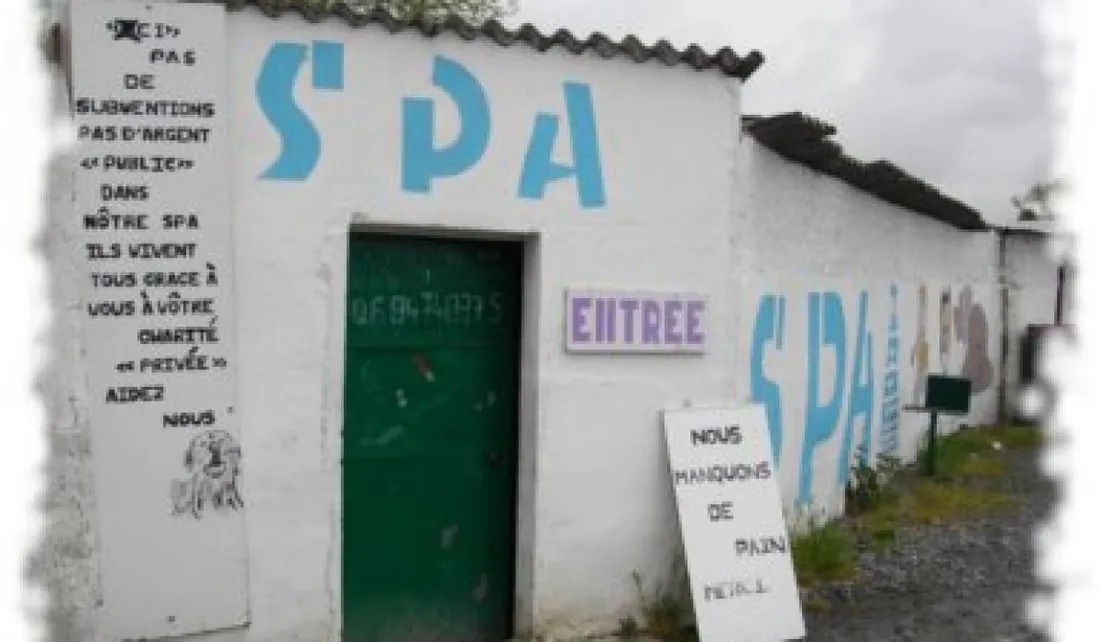 « ICI »
PAS
DE
SUBVENTIONS
PAS D'ARGENT
« PUBLIC »
DANS
NÔTRE SPA
ILS VIVENT
TOUS GRACE À
VOUS À VÔTRE
CHARITÉ
« PRIVÉE »
AIDEZ
NOUS
SPA
ENTRÉE
NOUS
MANQUONS
DE
PAIN
SPA